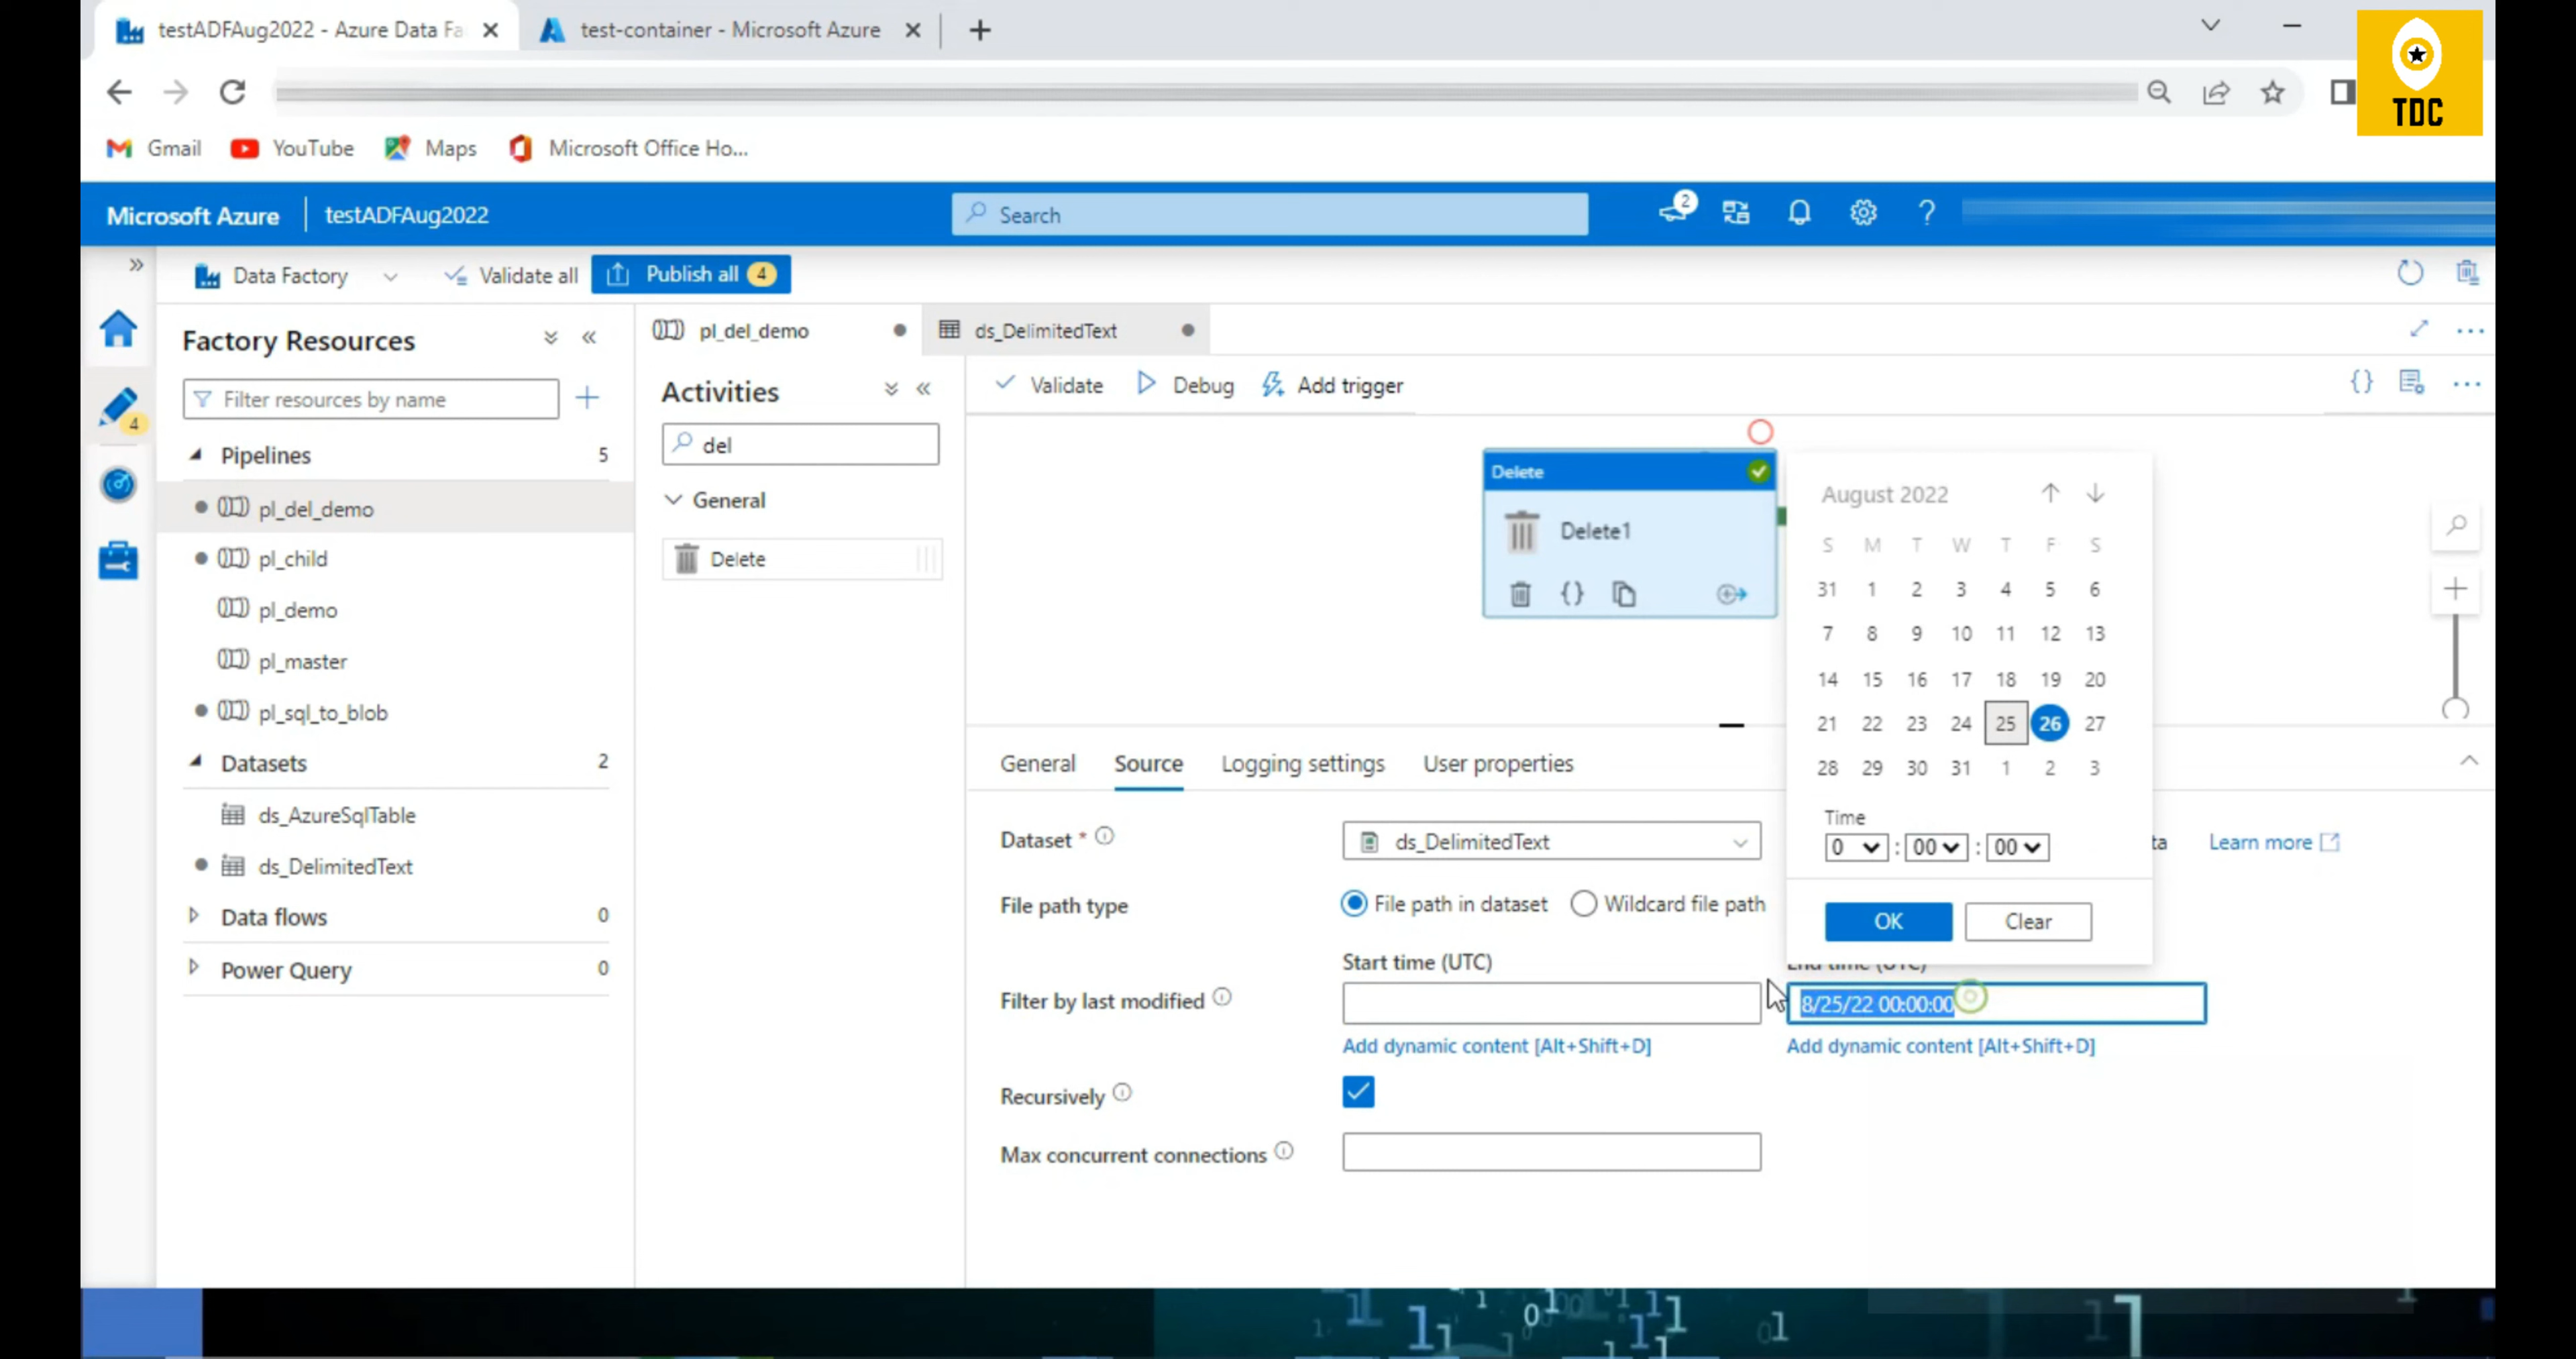 testADFAug2022 - Azure Data Fa
test-container - Microsoft Azure
TDC
Gmail
YouTube
Maps
Microsoft Office Ho...
Microsoft Azure
testADFAug2022
Search
2
Data Factory
Validate all
Publish all 4
Factory Resources
Filter resources by name
4
Pipelines 5
pl_del_demo
pl_child
pl_demo
pl_master
pl_sql_to_blob
Datasets 2
ds_AzureSqlTable
ds_DelimitedText
Data flows 0
Power Query 0
pl_del_demo
ds_DelimitedText
Activities
del
General
Delete
Validate
Debug
Add trigger
Delete
Delete1
August 2022
S M T W T F S
31 1 2 3 4 5 6
7 8 9 10 11 12 13
14 15 16 17 18 19 20
21 22 23 24 25 26 27
28 29 30 31 1 2 3
Time
0 : 00 : 00
OK
Clear
General
Source
Logging settings
User properties
Dataset *
ds_DelimitedText
ta
Learn more
File path type
File path in dataset
Wildcard file path
Start time (UTC)
End time (UTC)
Filter by last modified
8/25/22 00:00:00
Add dynamic content [Alt+Shift+D]
Add dynamic content [Alt+Shift+D]
Recursively
Max concurrent connections